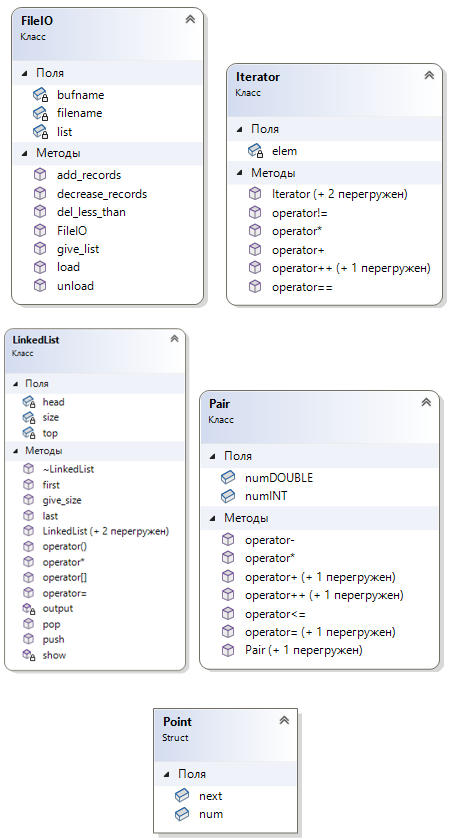 FileIO
Класс
Поля
bufname
filename
list
Методы
add_records
decrease_records
del_less_than
FileIO
give_list
load
unload
Iterator
Класс
Поля
elem
Методы
Iterator (+ 2 перегружен)
operator!=
operator*
operator+
operator++ (+ 1 перегружен)
operator==
LinkedList
Класс
Поля
head
size
top
Методы
~LinkedList
first
give_size
last
LinkedList (+ 2 перегружен)
operator()
operator*
operator[]
operator=
output
pop
push
show
Pair
Класс
Поля
numDOUBLE
numINT
Методы
operator-
operator*
operator+ (+ 1 перегружен)
operator++ (+ 1 перегружен)
operator<=
operator= (+ 1 перегружен)
Pair (+ 1 перегружен)
Point
Struct
Поля
next
num